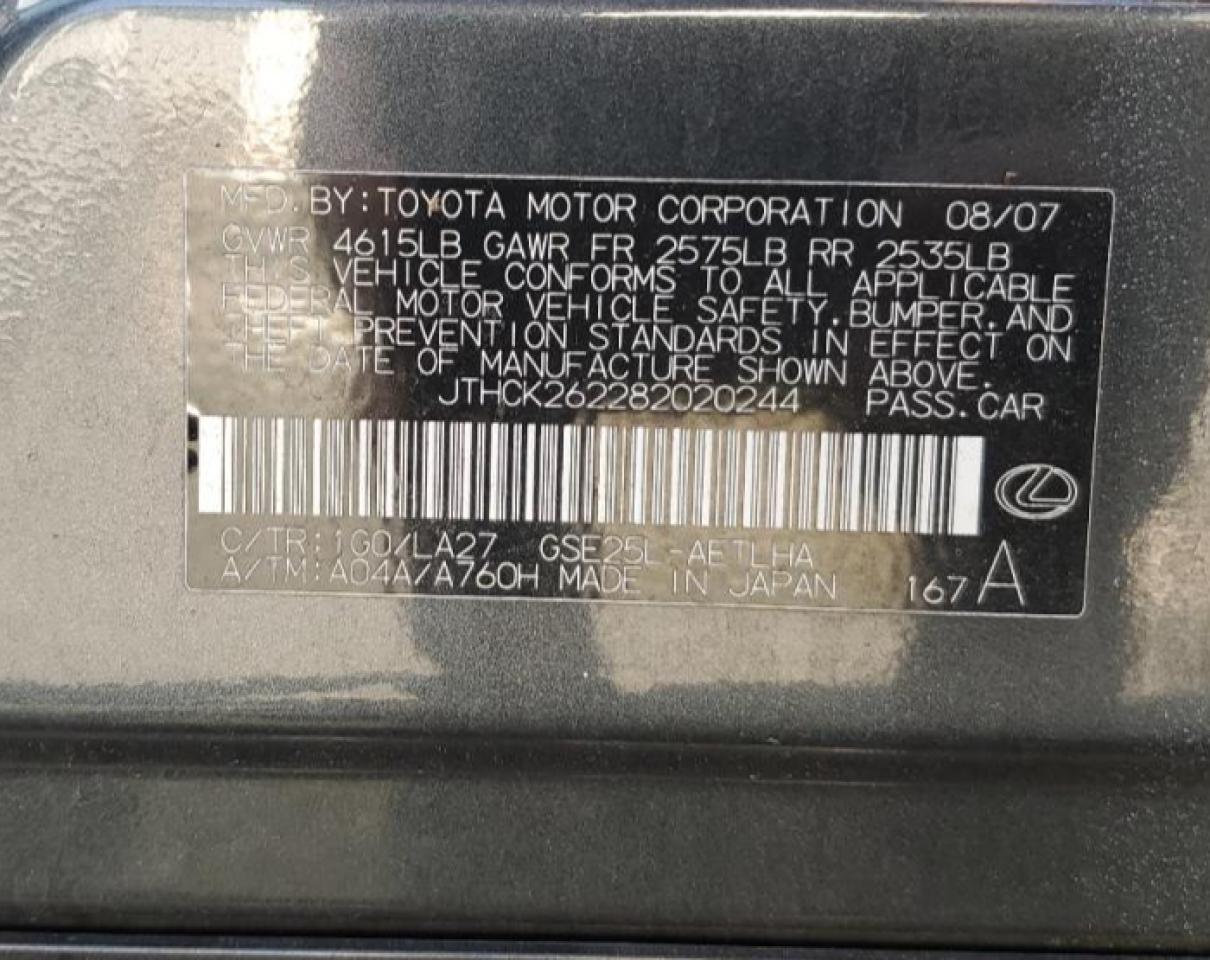 MFD. BY: TOYOTA MOTOR CORPORATION 08/07
GVWR 4615LB GAWR FR 2575LB RR 2535LB
THIS VEHICLE CONFORMS TO ALL APPLICABLE
FEDERAL MOTOR VEHICLE SAFETY, BUMPER, AND
THEFT PREVENTION STANDARDS IN EFFECT ON
THE DATE OF MANUFACTURE SHOWN ABOVE.
JTHCK262282020244 PASS. CAR
C/TR: 1G0/LA27 GSE25L-AETLHA
A/TM: A04A/A760H MADE IN JAPAN 167 A